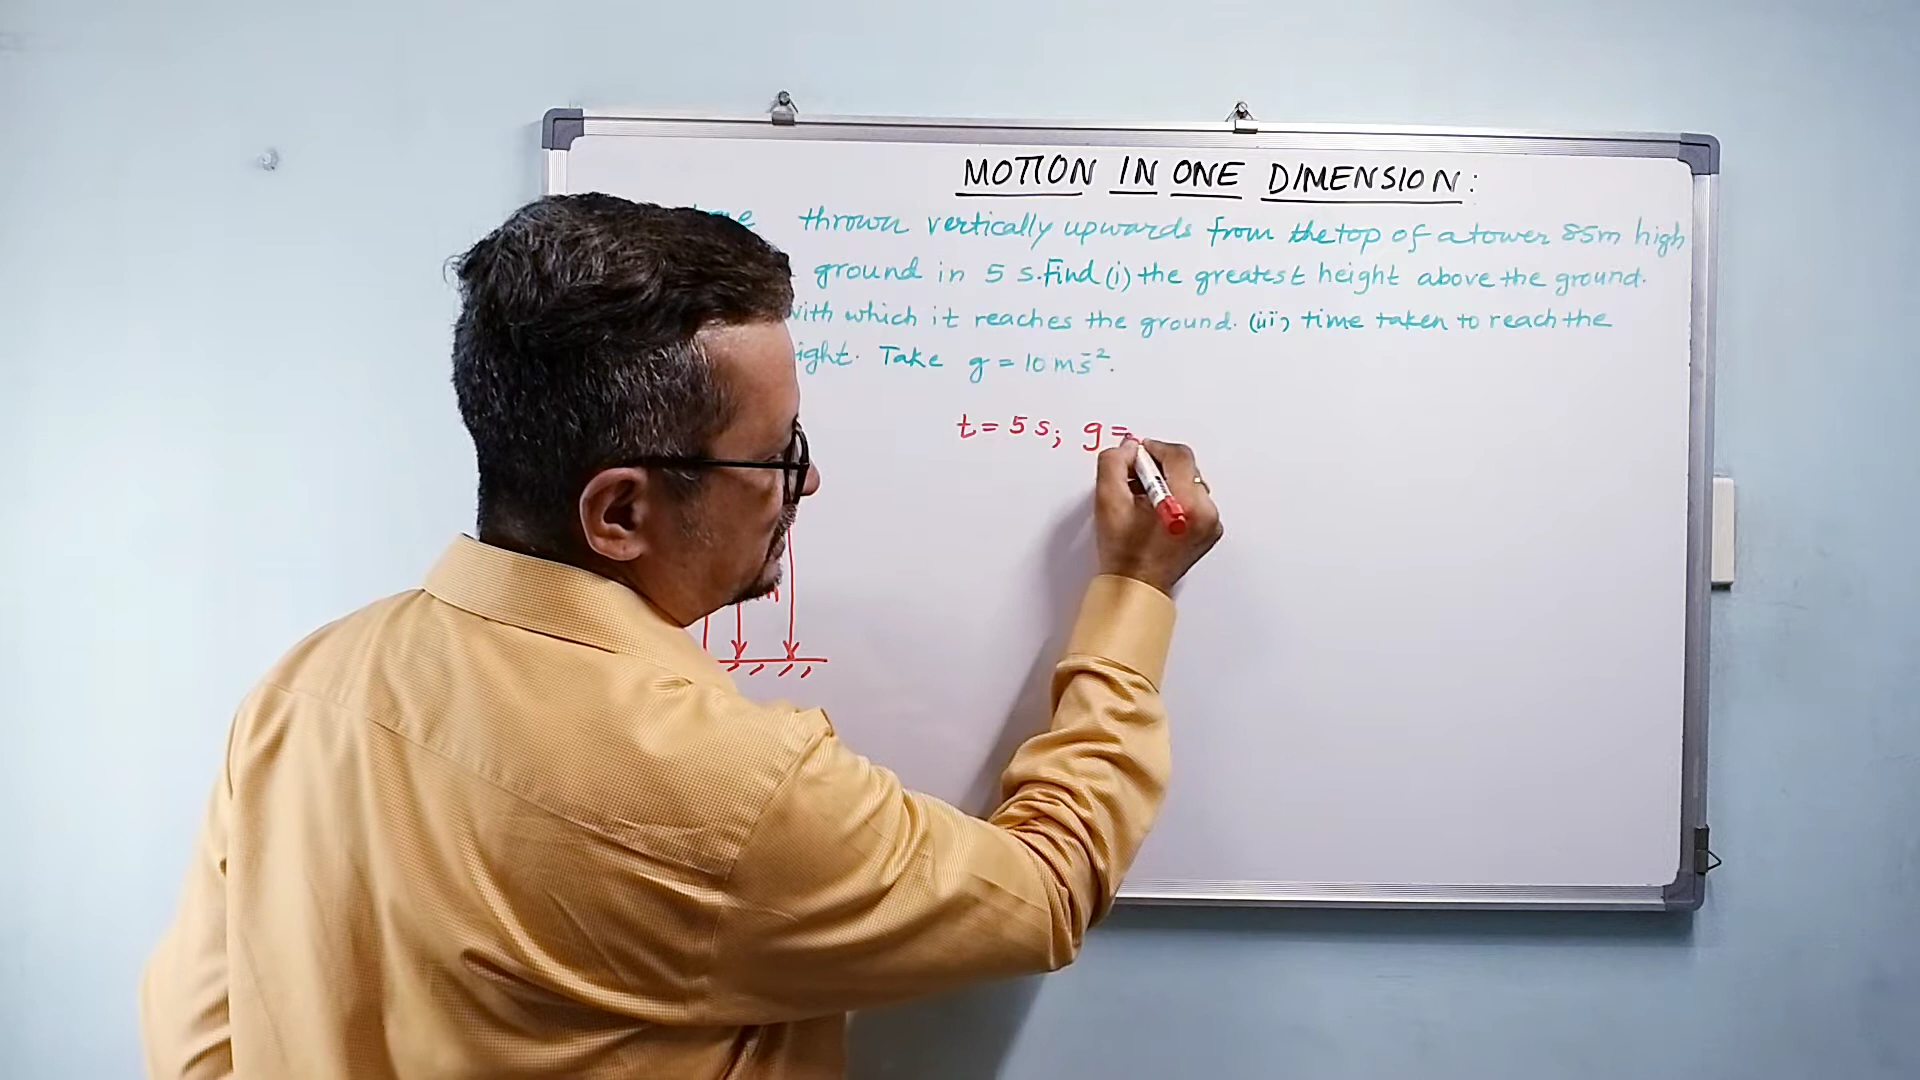 MOTION IN ONE DIMENSION:
thrown vertically upwards from the top of a tower 85m high
ground in 5 s. Find (i) the greatest height above the ground.
with which it reaches the ground. (iii) time taken to reach the
ight. Take g = 10 ms⁻².
t = 5 s; g =